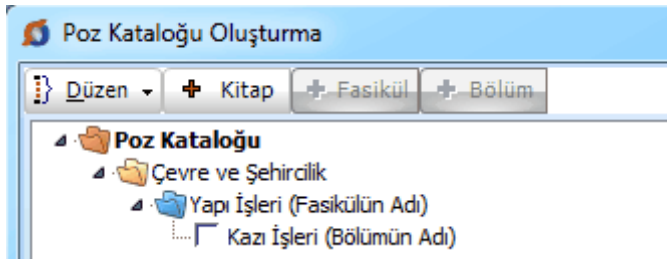 Poz Kataloğu Oluşturma
Düzen + Kitap + Fasikül + Bölüm
Poz Kataloğu
Çevre ve Şehircilik
Yapı İşleri (Fasikülün Adı)
Kazı İşleri (Bölümün Adı)